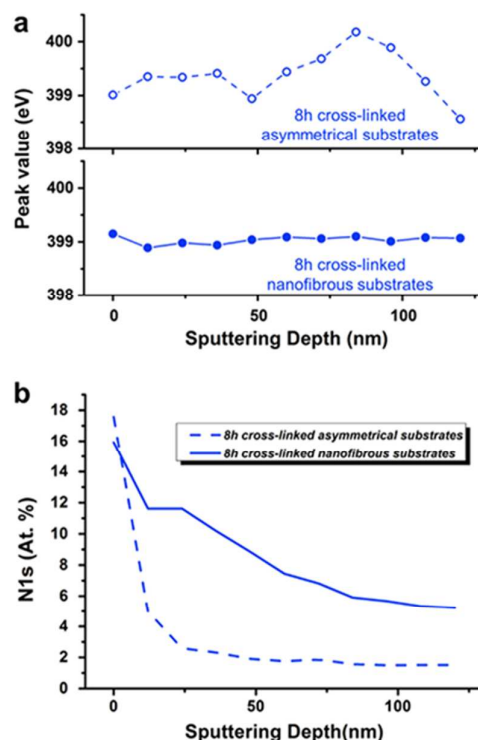 a
Peak value (eV)
400
399
398
8h cross-linked
asymmetrical substrates
400
399
398
8h cross-linked
nanofibrous substrates
0 50 100
Sputtering Depth (nm)
b
N1s (At. %)
18
16
14
12
10
8
6
4
2
0
8h cross-linked asymmetrical substrates
8h cross-linked nanofibrous substrates
0 50 100
Sputtering Depth(nm)